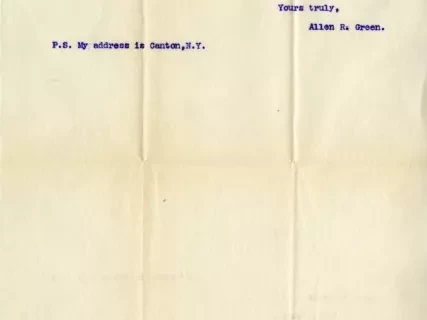 Yours truly,
Allen R. Green.
P.S. My address is Canton,N.Y.